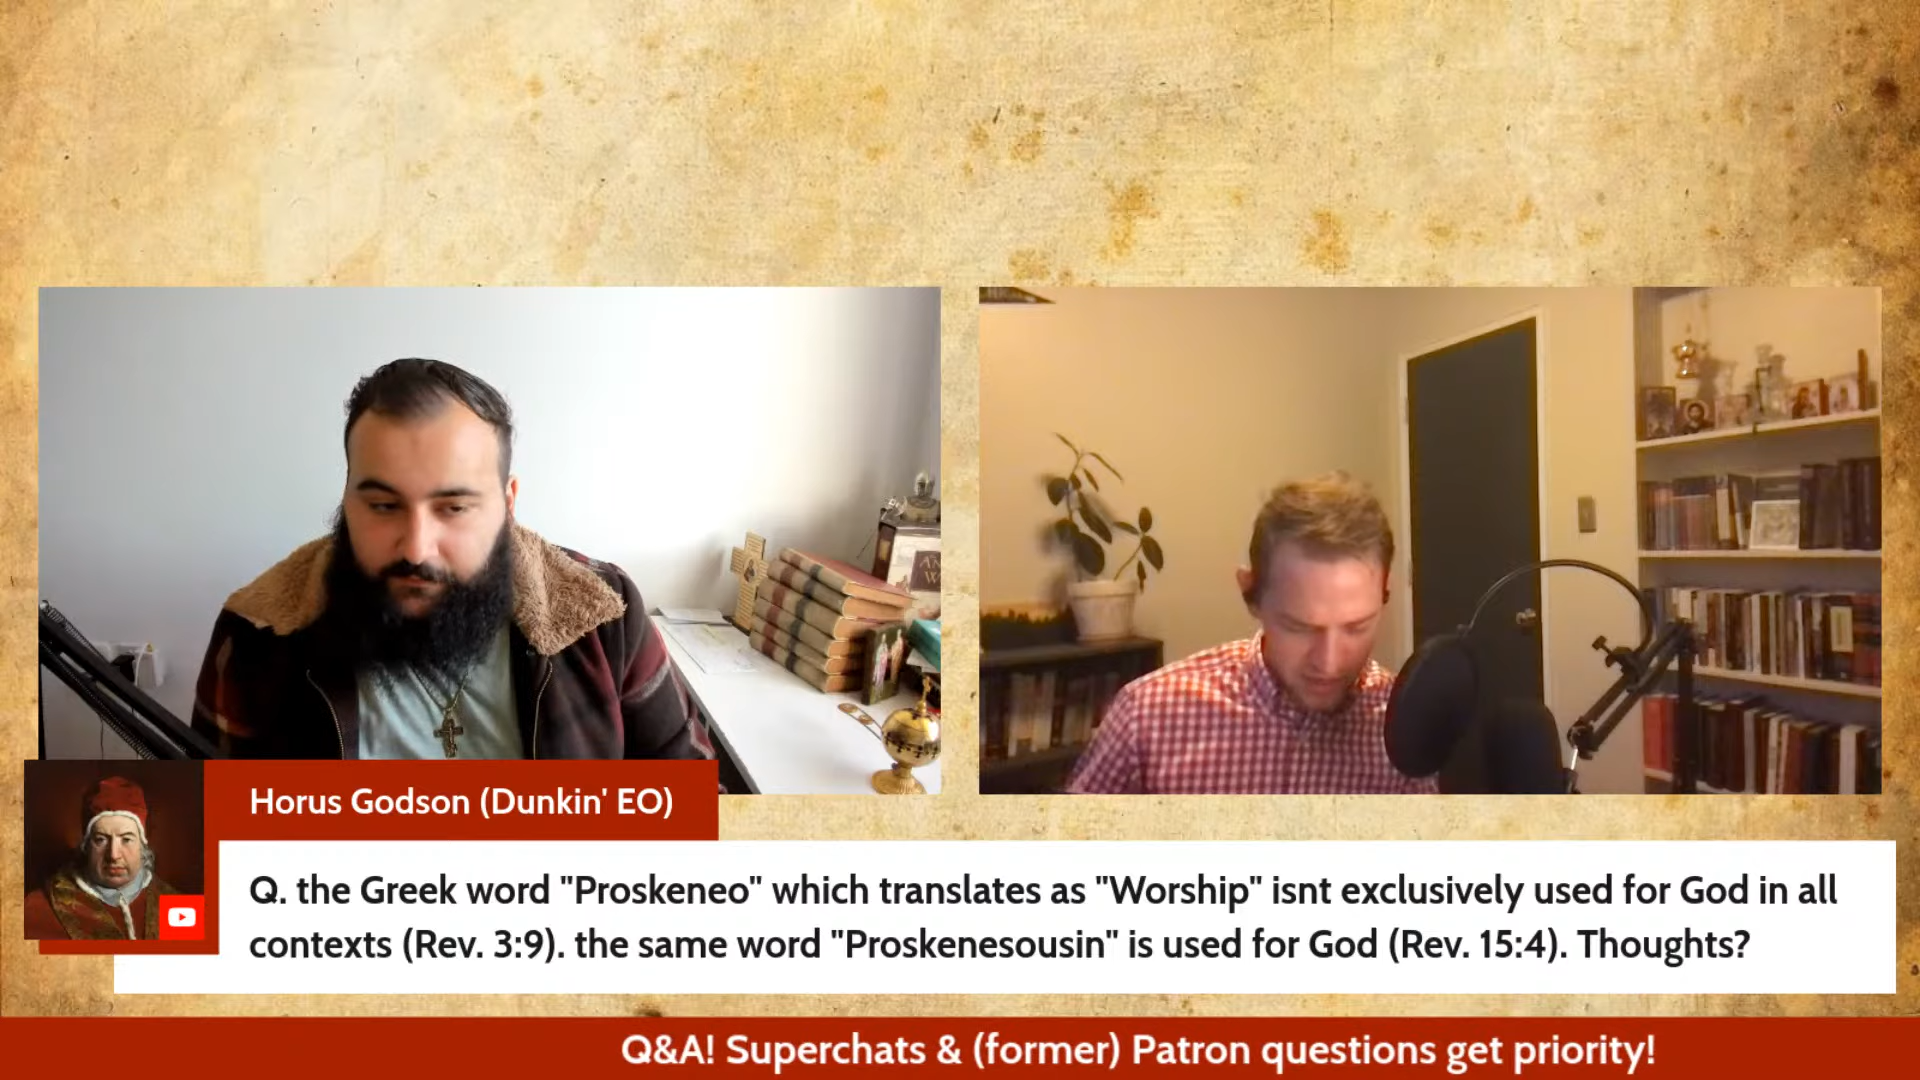 Horus Godson (Dunkin' EO)
Q. the Greek word "Proskeneo" which translates as "Worship" isnt exclusively used for God in all
contexts (Rev. 3:9). the same word "Proskenesousin" is used for God (Rev. 15:4). Thoughts?
Q&A! Superchats & (former) Patron questions get priority!